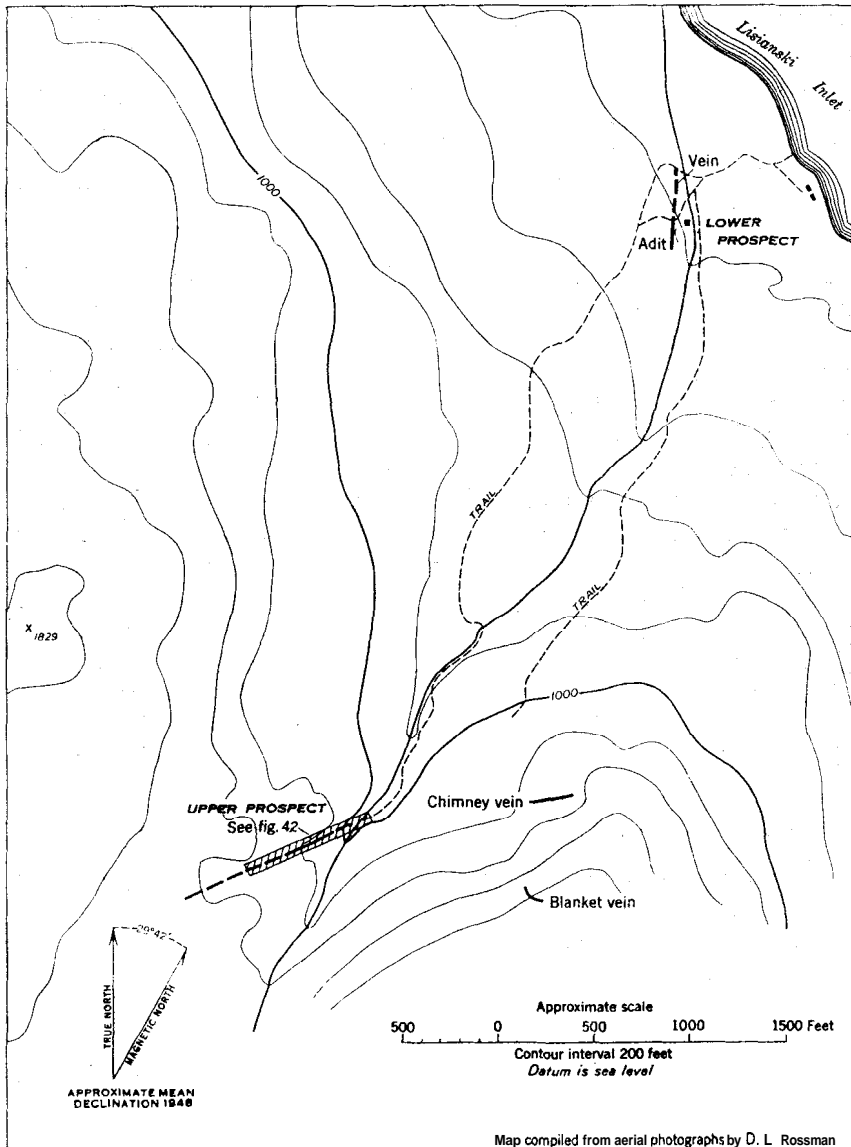 Lisianski
Inlet
Vein
1000
LOWER
PROSPECT
Adit
TRAIL
TRAIL
X 1829
1000
UPPER PROSPECT
See fig. 42
Chimney vein
Blanket vein
29°42'
TRUE NORTH
MAGNETIC NORTH
APPROXIMATE MEAN
DECLINATION 1948
Approximate scale
500 0 500 1000 1500 Feet
Contour interval 200 feet
Datum is sea level
Map compiled from aerial photographs by D. L Rossman